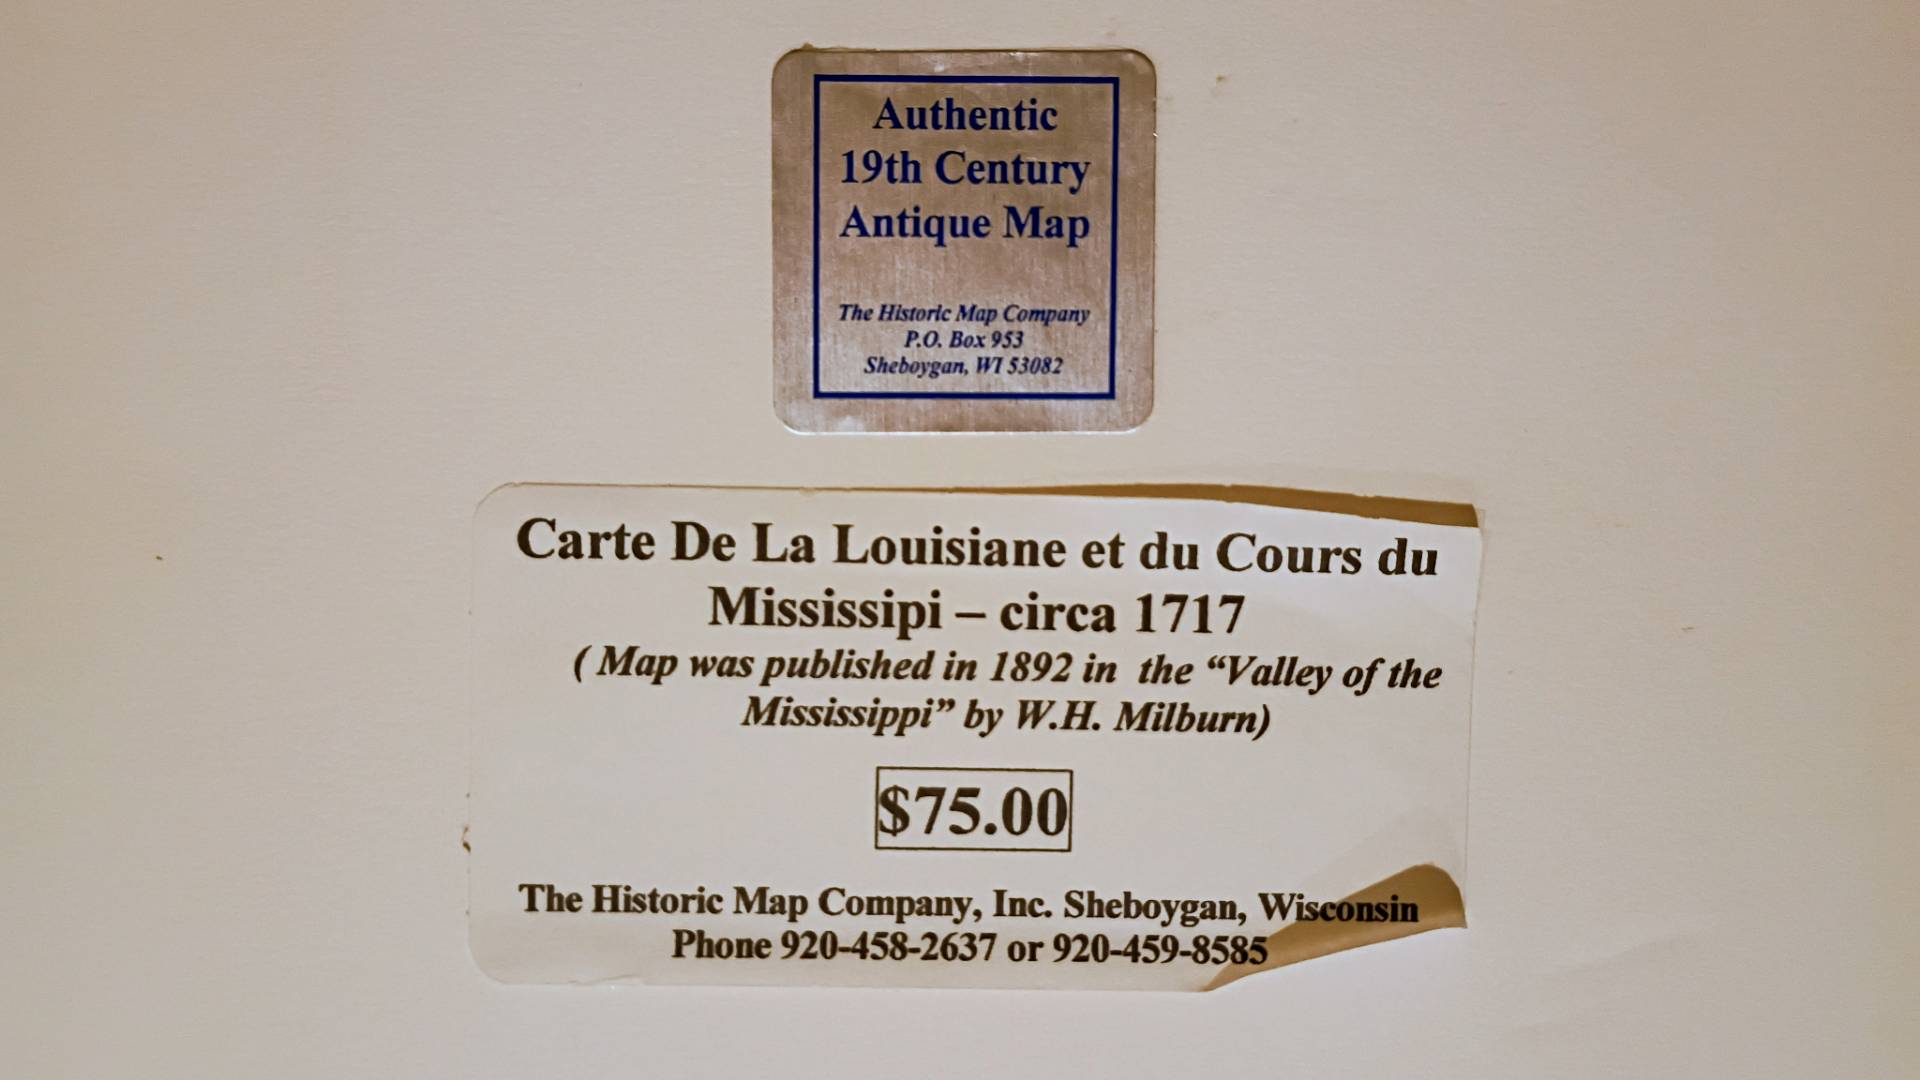 Authentic
19th Century
Antique Map
The Historic Map Company
P.O. Box 953
Sheboygan, WI 53082
Carte De La Louisiane et du Cours du
Mississipi – circa 1717
( Map was published in 1892 in the “Valley of the
Mississippi” by W.H. Milburn)
$75.00
The Historic Map Company, Inc. Sheboygan, Wisconsin
Phone 920-458-2637 or 920-459-8585